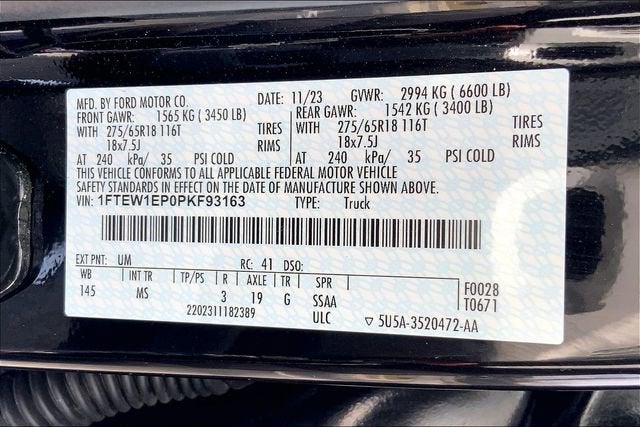 MFD. BY FORD MOTOR CO. DATE: 11/23 GVWR: 2994 KG ( 6600 LB)
FRONT GAWR: 1565 KG ( 3450 LB) REAR GAWR: 1542 KG ( 3400 LB)
WITH 275/65R18 116T TIRES WITH 275/65R18 116T TIRES
18x7.5J RIMS 18x7.5J RIMS
AT 240 kPa/ 35 PSI COLD AT 240 kPa/ 35 PSI COLD
THIS VEHICLE CONFORMS TO ALL APPLICABLE FEDERAL MOTOR VEHICLE
SAFETY STANDARDS IN EFFECT ON THE DATE OF MANUFACTURE SHOWN ABOVE.
VIN: 1FTEW1EP0PKF93163 TYPE: Truck
EXT PNT: UM RC: 41 DSO:
WB INT TR TP/PS R AXLE TR SPR F0028
145 MS 3 19 G SSAA T0671
2202311182389 ULC ▽ 5U5A-3520472-AA